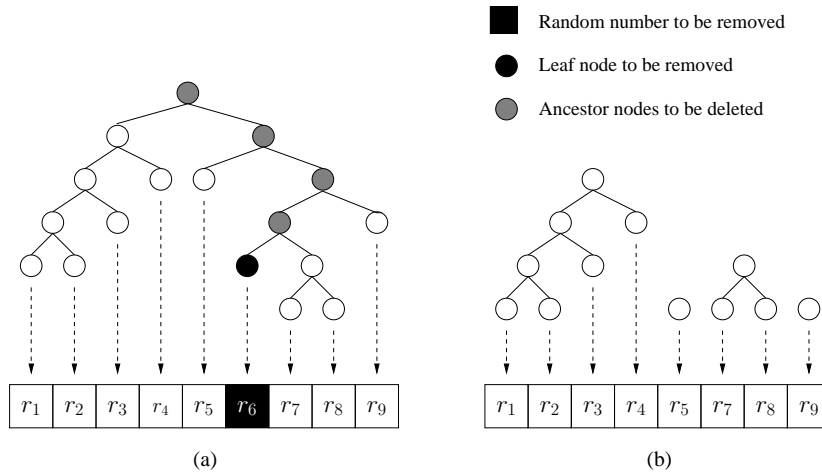 Random number to be removed
Leaf node to be removed
Ancestor nodes to be deleted
r1 r2 r3 r4 r5 r6 r7 r8 r9
r1 r2 r3 r4 r5 r7 r8 r9
(a)
(b)